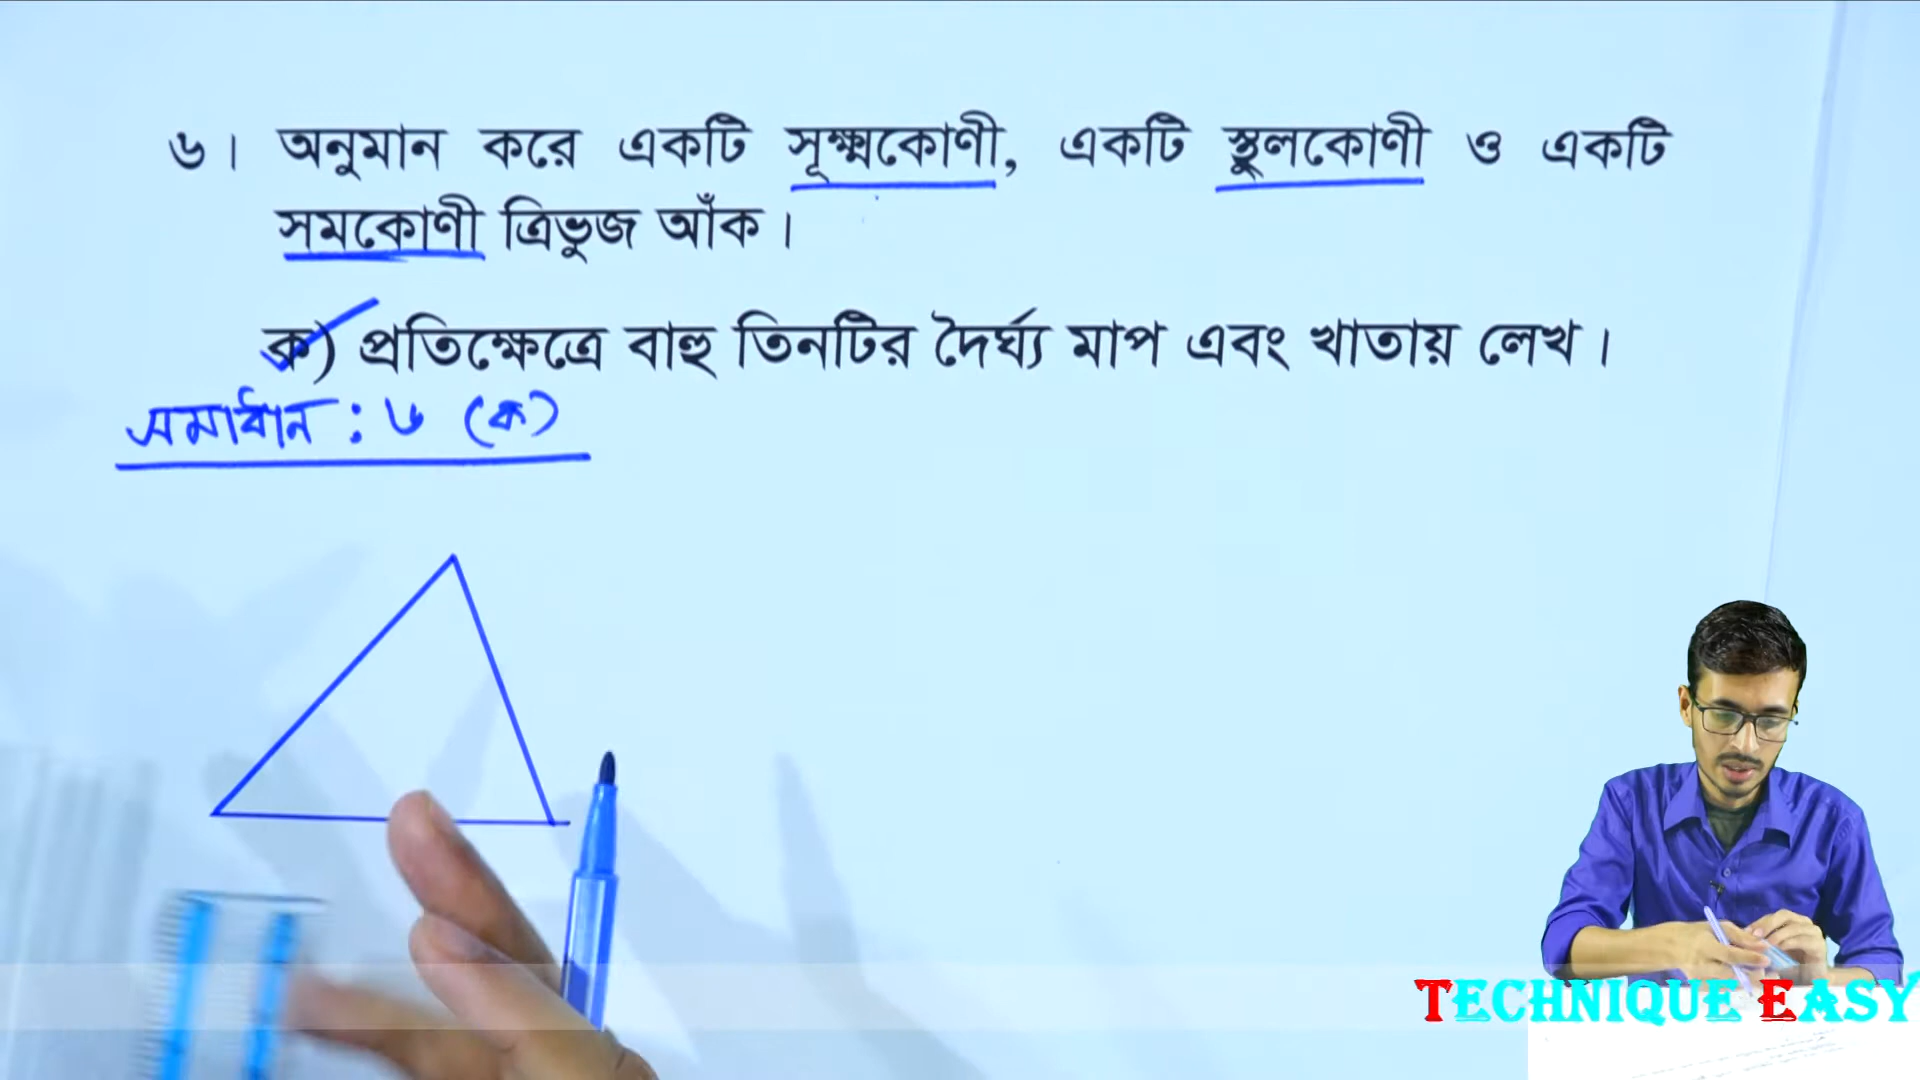 ৬। অনুমান করে একটি সূক্ষ্মকোণী, একটি স্থুলকোণী ও একটি
সমকোণী ত্রিভুজ আঁক।
ক) প্রতিক্ষেত্রে বাহু তিনটির দৈর্ঘ্য মাপ এবং খাতায় লেখ।
সমাধান : ৬ (ক)
TECHNIQUE EASY